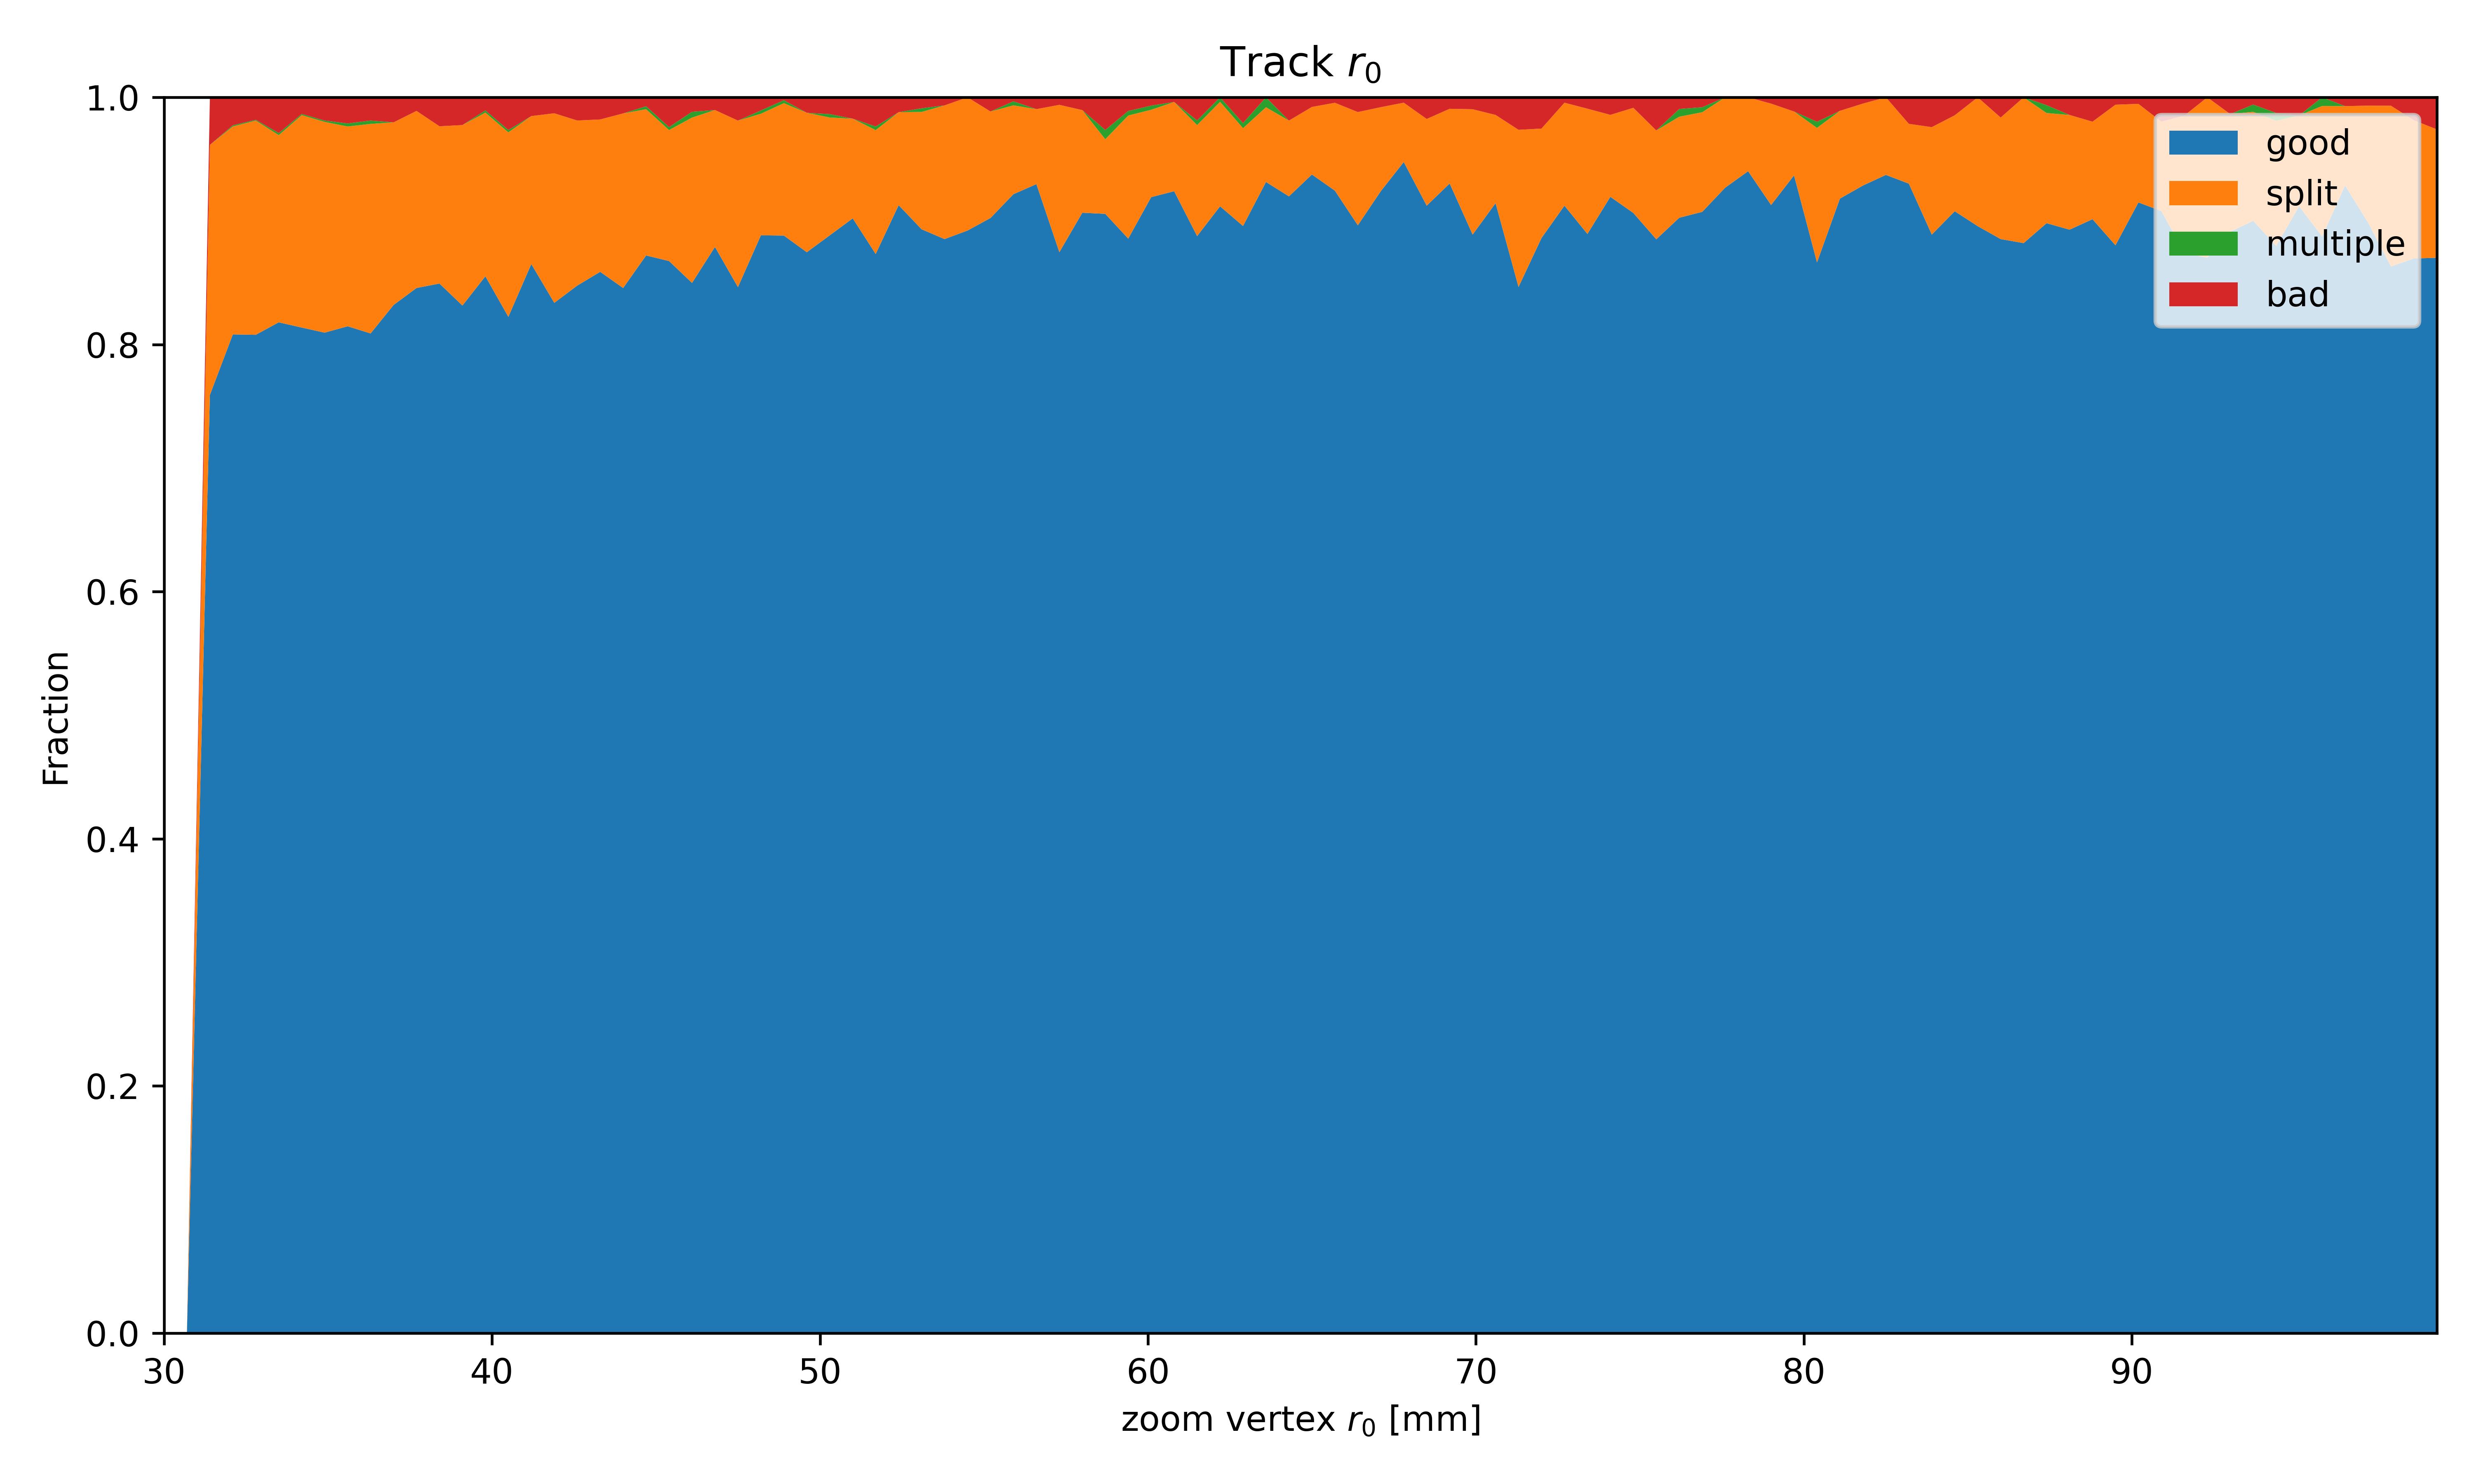 Track r₀
1.0
0.8
0.6
0.4
0.2
0.0
Fraction
good
split
multiple
bad
30 40 50 60 70 80 90
zoom vertex r₀ [mm]